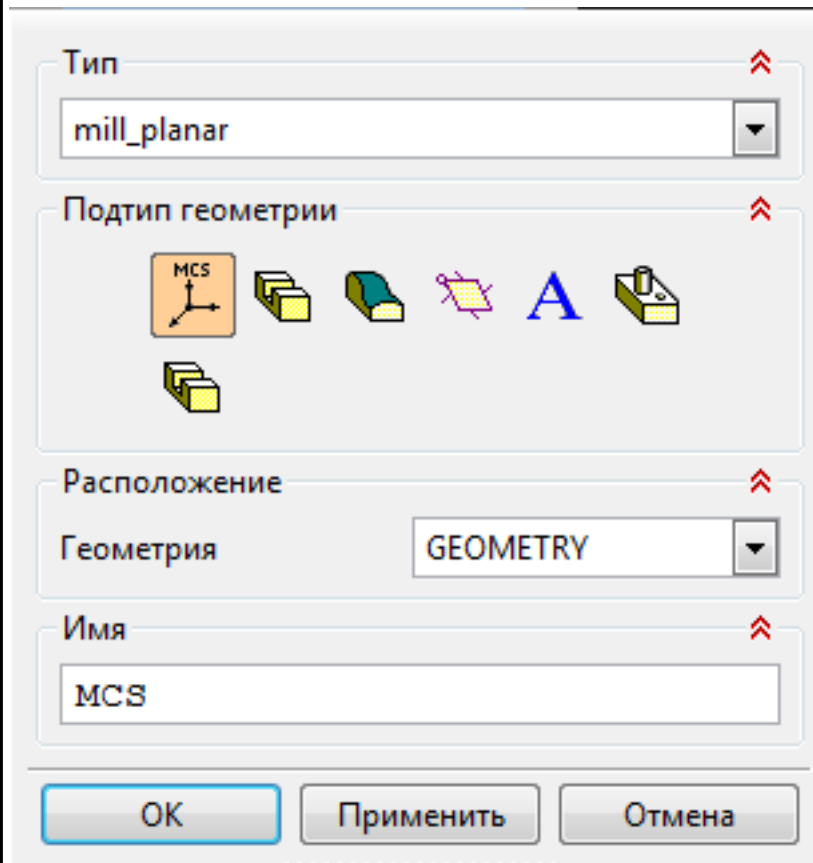 Тип
mill_planar
Подтип геометрии
MCS
A
Расположение
Геометрия GEOMETRY
Имя
MCS
OK Применить Отмена